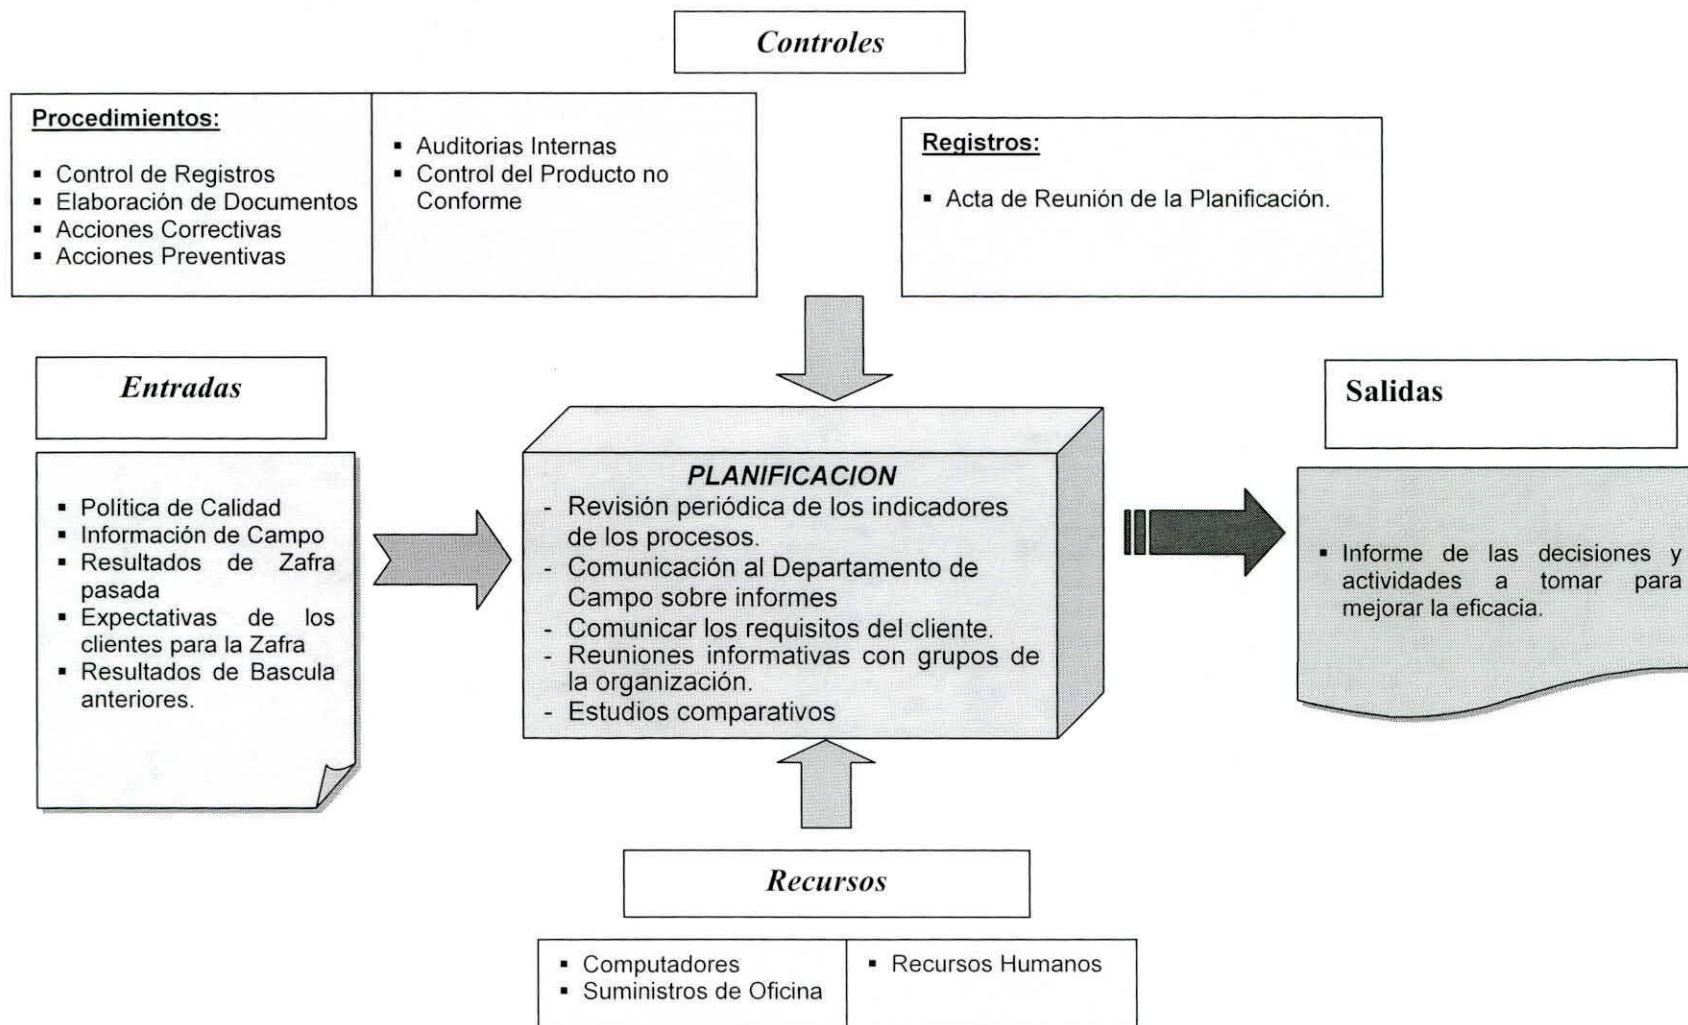 Controles
Procedimientos:
▪ Control de Registros
▪ Elaboración de Documentos
▪ Acciones Correctivas
▪ Acciones Preventivas
▪ Auditorias Internas
▪ Control del Producto no
Conforme
Registros:
▪ Acta de Reunión de la Planificación.
Entradas
▪ Política de Calidad
▪ Información de Campo
▪ Resultados de Zafra
pasada
▪ Expectativas de los
clientes para la Zafra
▪ Resultados de Bascula
anteriores.
PLANIFICACION
- Revisión periódica de los indicadores
de los procesos.
- Comunicación al Departamento de
Campo sobre informes
- Comunicar los requisitos del cliente.
- Reuniones informativas con grupos de
la organización.
- Estudios comparativos
Salidas
▪ Informe de las decisiones y
actividades a tomar para
mejorar la eficacia.
Recursos
▪ Computadores
▪ Suministros de Oficina
▪ Recursos Humanos